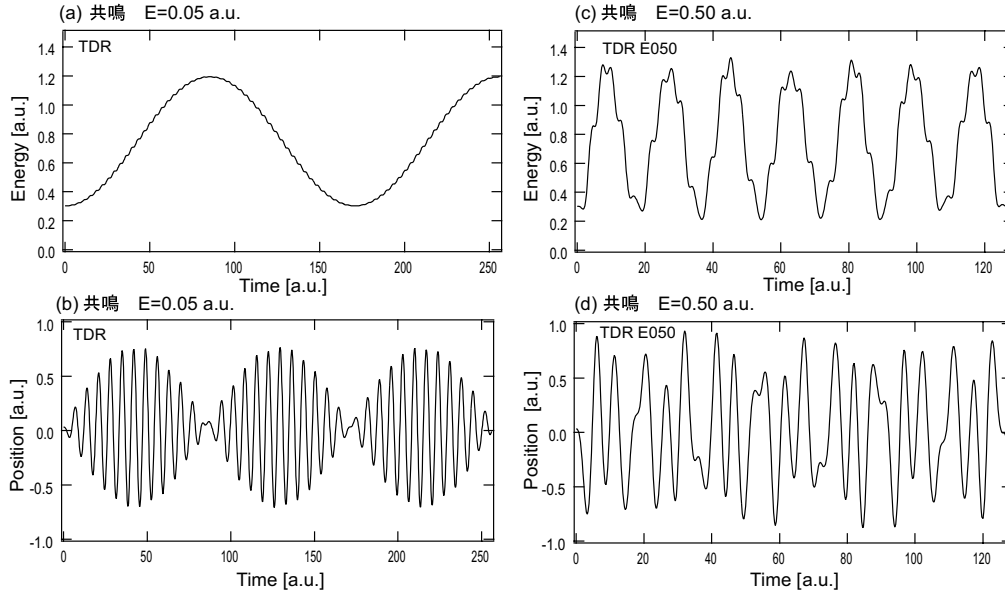 (a) 共鳴 E=0.05 a.u.
TDR
Energy [a.u.]
1.4
1.2
1.0
0.8
0.6
0.4
0.2
0.0
0 50 100 150 200 250
Time [a.u.]
(b) 共鳴 E=0.05 a.u.
TDR
Position [a.u.]
1.0
0.5
0.0
-0.5
-1.0
0 50 100 150 200 250
Time [a.u.]
(c) 共鳴 E=0.50 a.u.
TDR E050
Energy [a.u.]
1.4
1.2
1.0
0.8
0.6
0.4
0.2
0.0
0 20 40 60 80 100 120
Time [a.u.]
(d) 共鳴 E=0.50 a.u.
TDR E050
Position [a.u.]
1.0
0.5
0.0
-0.5
-1.0
0 20 40 60 80 100 120
Time [a.u.]